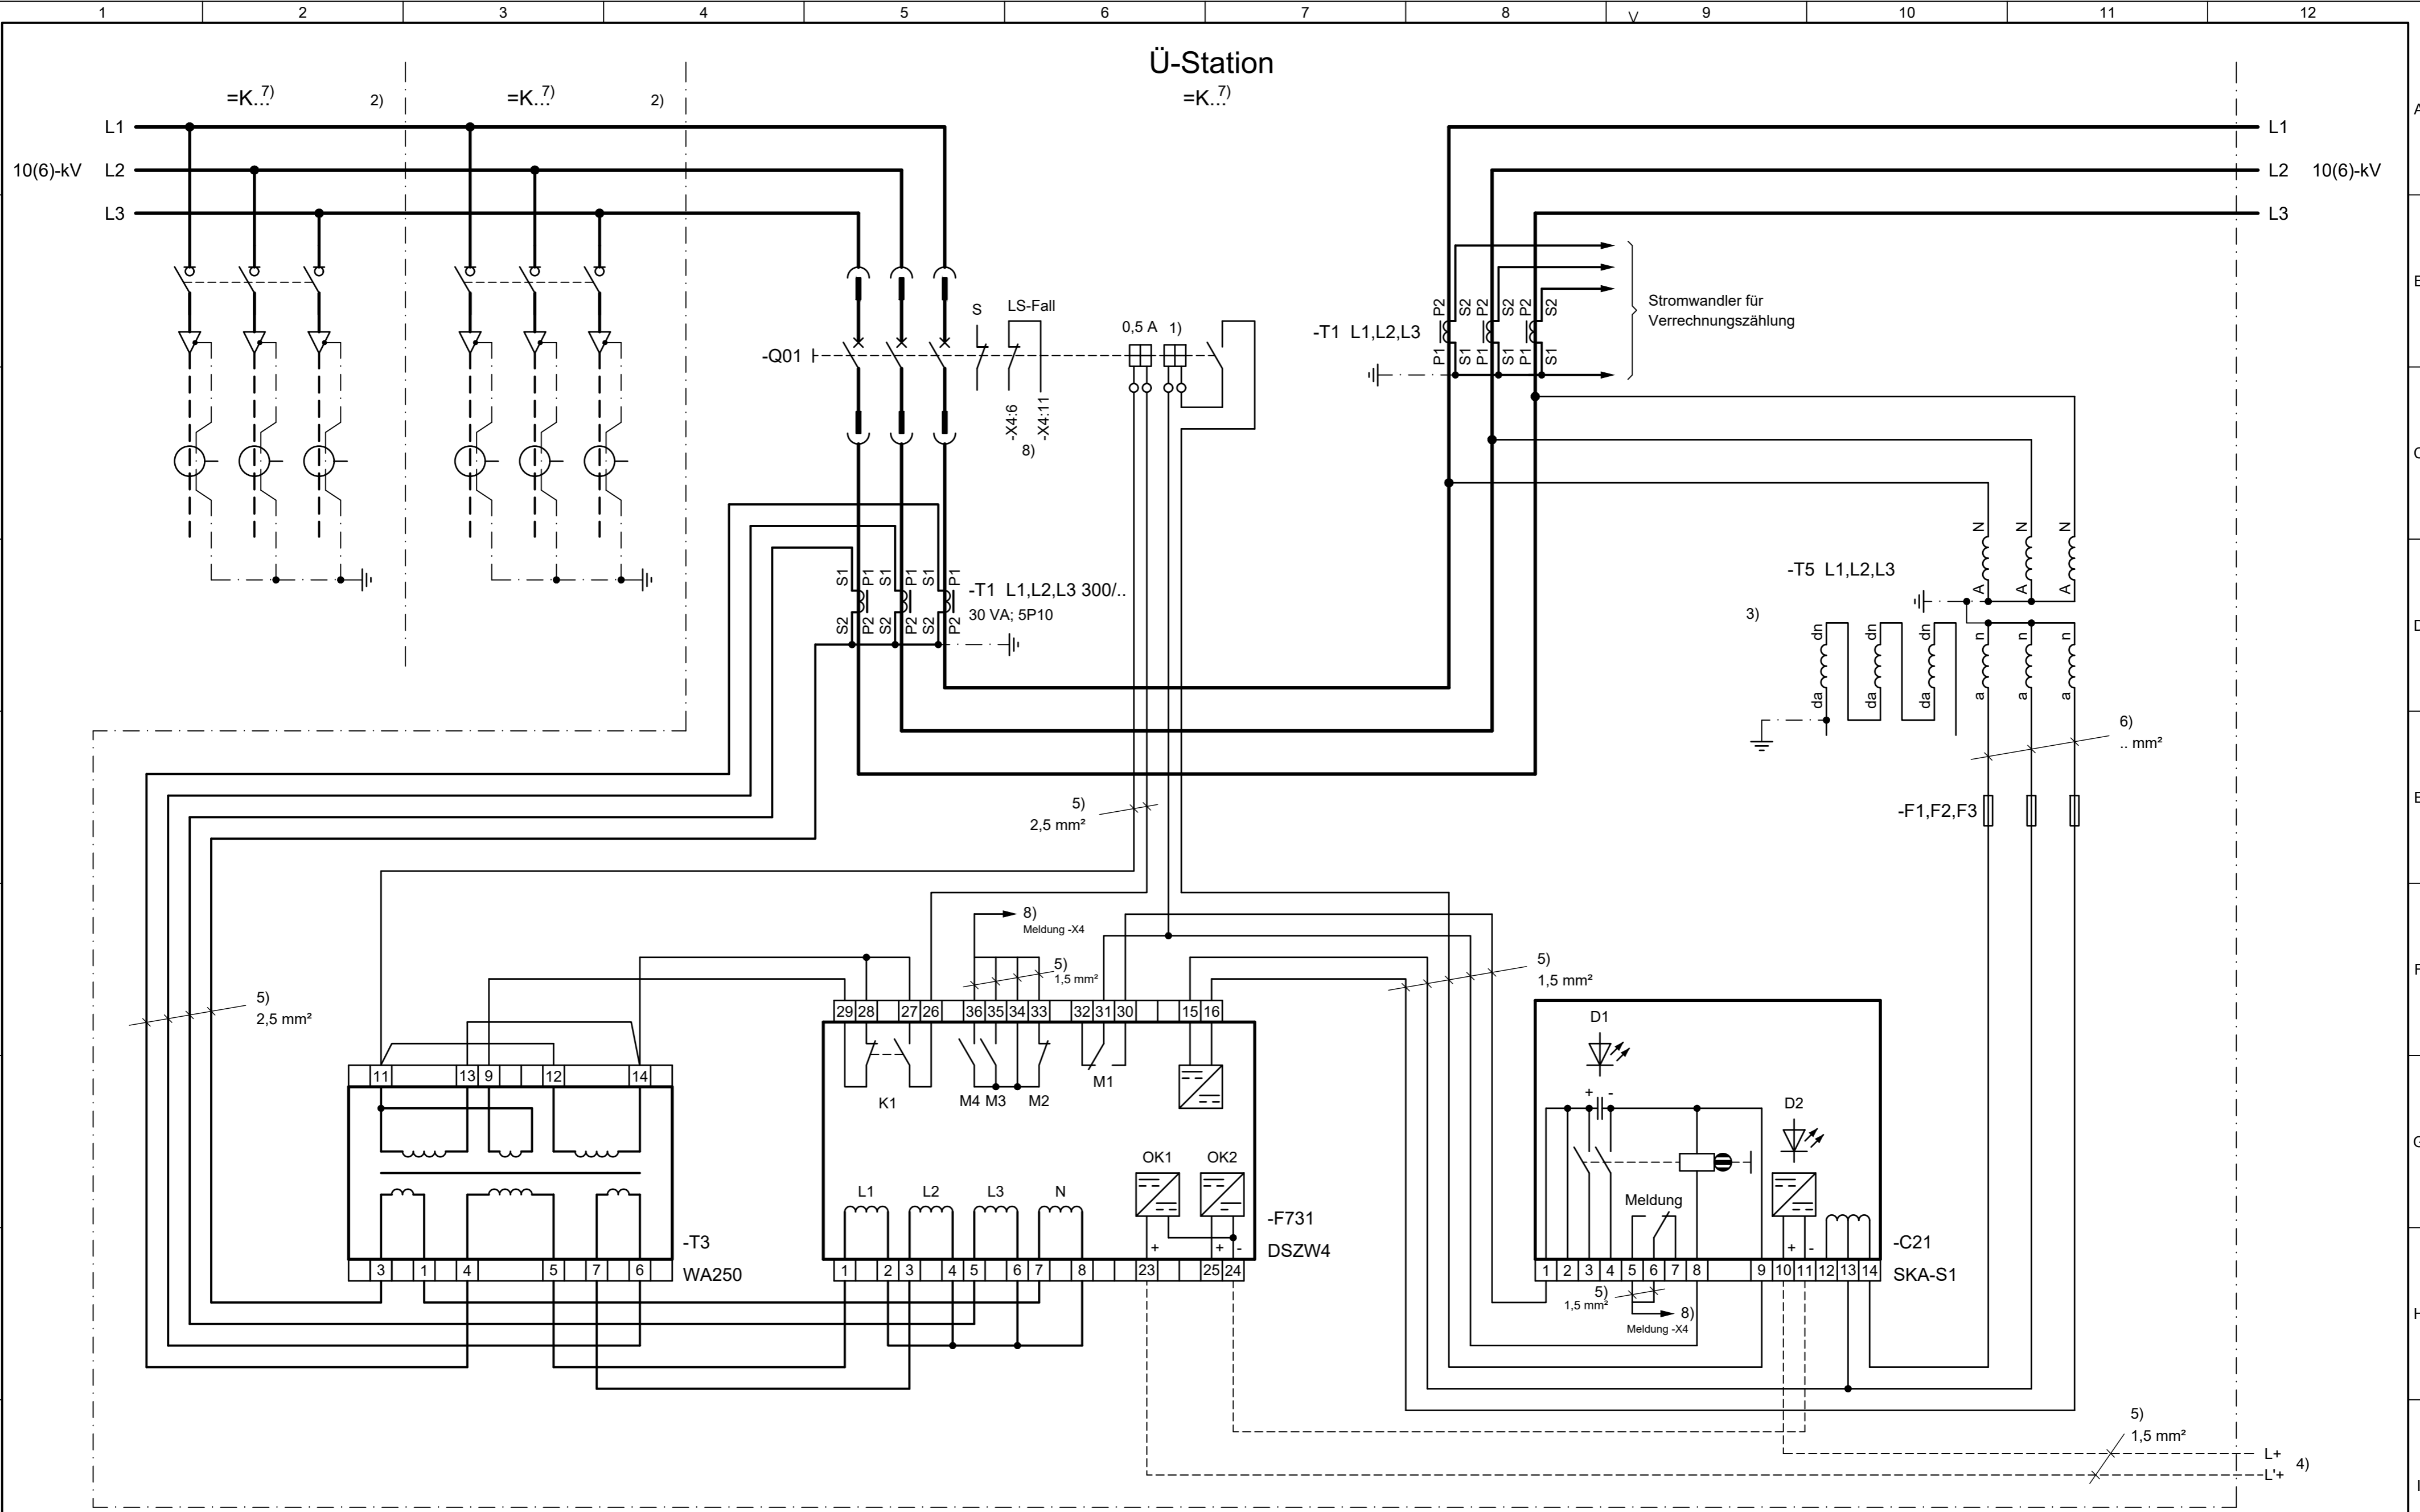 1 2 3 4 5 6 7 8 9 10 11 12
Ü-Station
=K...7) 2) =K...7) 2) =K...7)
L1 L1
10(6)-kV L2 L2 10(6)-kV
L3 L3
S LS-Fall
0,5 A 1)
-Q01
-X4:6 -X4:11
8)
-T1 L1,L2,L3
P2 S2 P2 S2 P2 S2
P1 S1 P1 S1 P1 S1
Stromwandler für
Verrechnungszählung
S1 P1 S1 P1 S1 P1
S2 P2 S2 P2 S2 P2
-T1 L1,L2,L3 300/..
30 VA; 5P10
N N N
-T5 L1,L2,L3
A A A
3)
dn dn dn n n n
da da da a a a
6)
.. mm²
-F1,F2,F3
5)
2,5 mm²
8)
Meldung -X4
5)
1,5 mm²
5)
1,5 mm²
5)
2,5 mm²
29 28 27 26 36 35 34 33 32 31 30 15 16
K1 M4 M3 M2 M1
OK1 OK2
L1 L2 L3 N
+ + -
-F731
DSZW4
1 2 3 4 5 6 7 8 23 25 24
11 13 9 12 14
-T3
WA250
3 1 4 5 7 6
D1
+ -
D2
Meldung
+ -
-C21
SKA-S1
1 2 3 4 5 6 7 8 9 10 11 12 13 14
5)
1,5 mm²
8)
Meldung -X4
5)
1,5 mm²
L+
L'+
4)